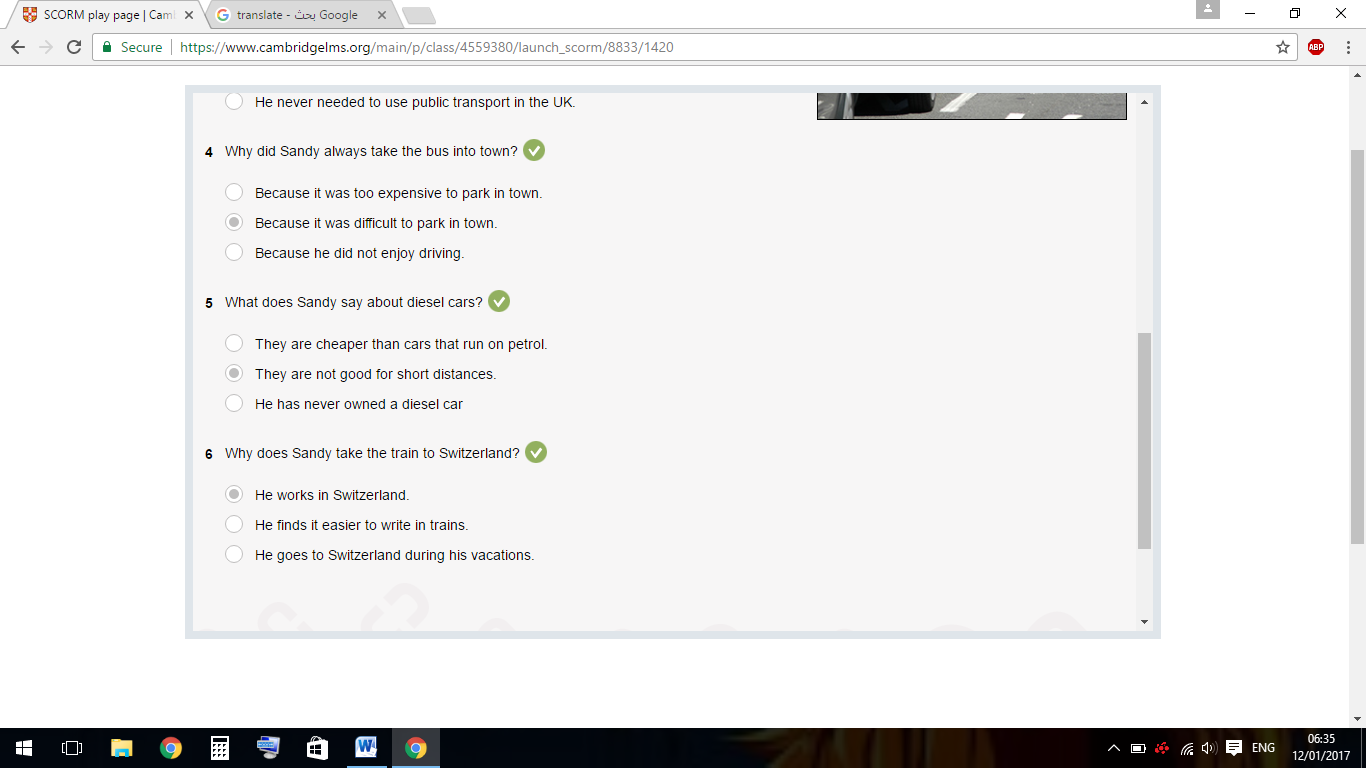 SCORM play page | Cam
translate - بحث Google
Secure
https://www.cambridgelms.org/main/p/class/4559380/launch_scorm/8833/1420
ABP
He never needed to use public transport in the UK.
4 Why did Sandy always take the bus into town?
Because it was too expensive to park in town.
Because it was difficult to park in town.
Because he did not enjoy driving.
5 What does Sandy say about diesel cars?
They are cheaper than cars that run on petrol.
They are not good for short distances.
He has never owned a diesel car
6 Why does Sandy take the train to Switzerland?
He works in Switzerland.
He finds it easier to write in trains.
He goes to Switzerland during his vacations.
ENG
06:35
12/01/2017